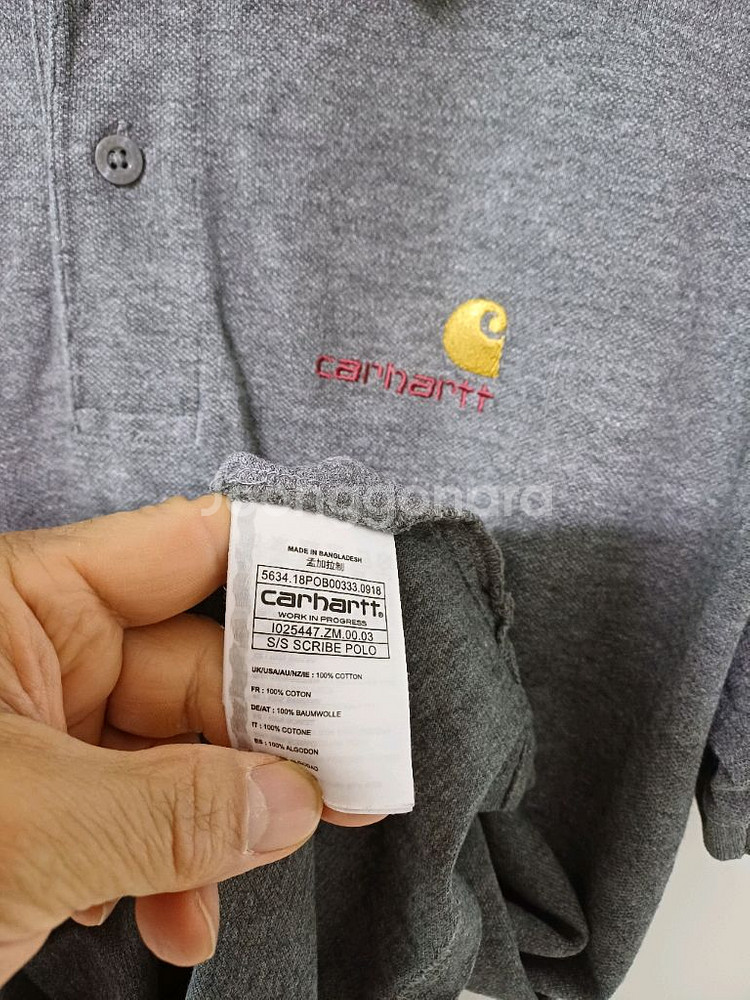 carhartt
Joonggonara
MADE IN BANGLADESH
孟加拉制
5634.18POB00333.0918
carhartt.
WORK IN PROGRESS
I025447.ZM.00.03
S/S SCRIBE POLO
UK/USA/AU/NZ/IE : 100% COTTON
FR : 100% COTON
DE/AT : 100% BAUMWOLLE
IT : 100% COTONE
ES : 100% ALGODON